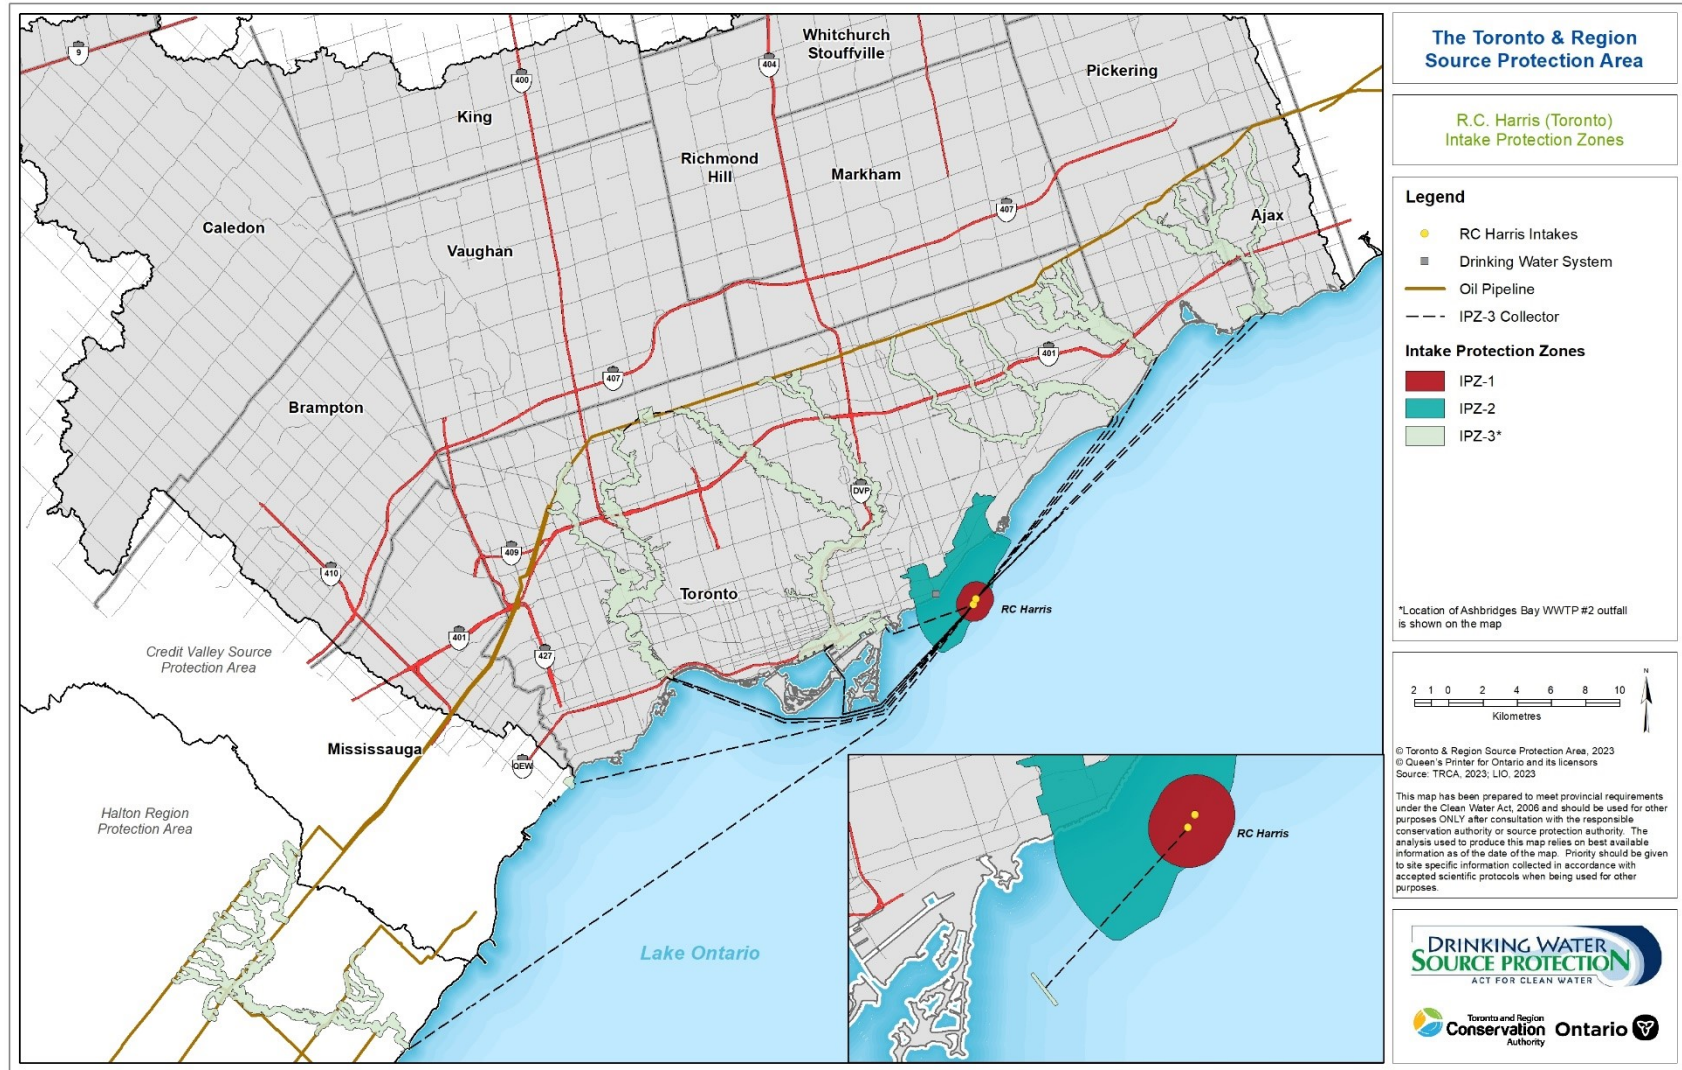 The Toronto & Region
Source Protection Area
R.C. Harris (Toronto)
Intake Protection Zones
Legend
RC Harris Intakes
Drinking Water System
Oil Pipeline
IPZ-3 Collector
Intake Protection Zones
IPZ-1
IPZ-2
IPZ-3*
*Location of Ashbridges Bay WWTP #2 outfall
is shown on the map
N
2 1 0 2 4 6 8 10
Kilometres
© Toronto & Region Source Protection Area, 2023
© Queen's Printer for Ontario and its licensors
Source: TRCA, 2023; LIO, 2023
This map has been prepared to meet provincial requirements
under the Clean Water Act, 2006 and should be used for other
purposes ONLY after consultation with the responsible
conservation authority or source protection authority. The
analysis used to produce this map relies on best available
information as of the date of the map. Priority should be given
to site specific information collected in accordance with
accepted scientific protocols when being used for other
purposes.
DRINKING WATER
SOURCE PROTECTION
ACT FOR CLEAN WATER
Toronto and Region
Conservation
Authority
Ontario
9
400
404
Whitchurch
Stouffville
Pickering
King
Richmond
Hill
Markham
407
Ajax
Caledon
Vaughan
401
407
Brampton
DVP
409
410
Toronto
RC Harris
401
427
Credit Valley Source
Protection Area
Mississauga
QEW
Halton Region
Protection Area
Lake Ontario
RC Harris